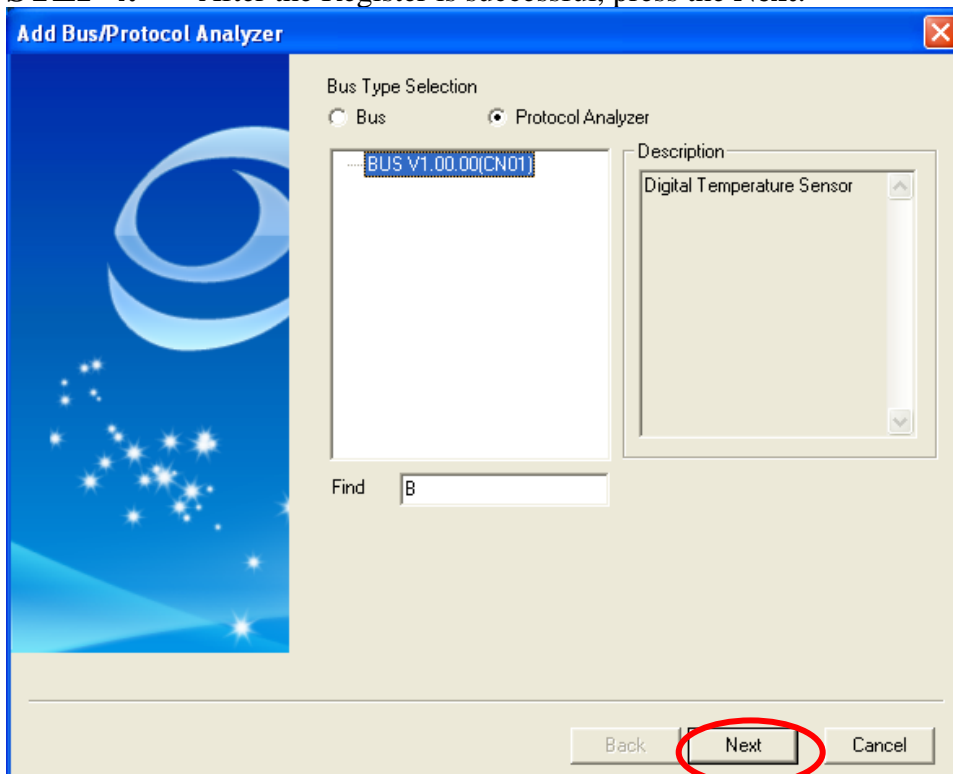 After the Register is successful, press the Next.
Add Bus/Protocol Analyzer
Bus Type Selection
Bus Protocol Analyzer
BUS V1.00.00(CN01)
Description
Digital Temperature Sensor
Find B
Back Next Cancel